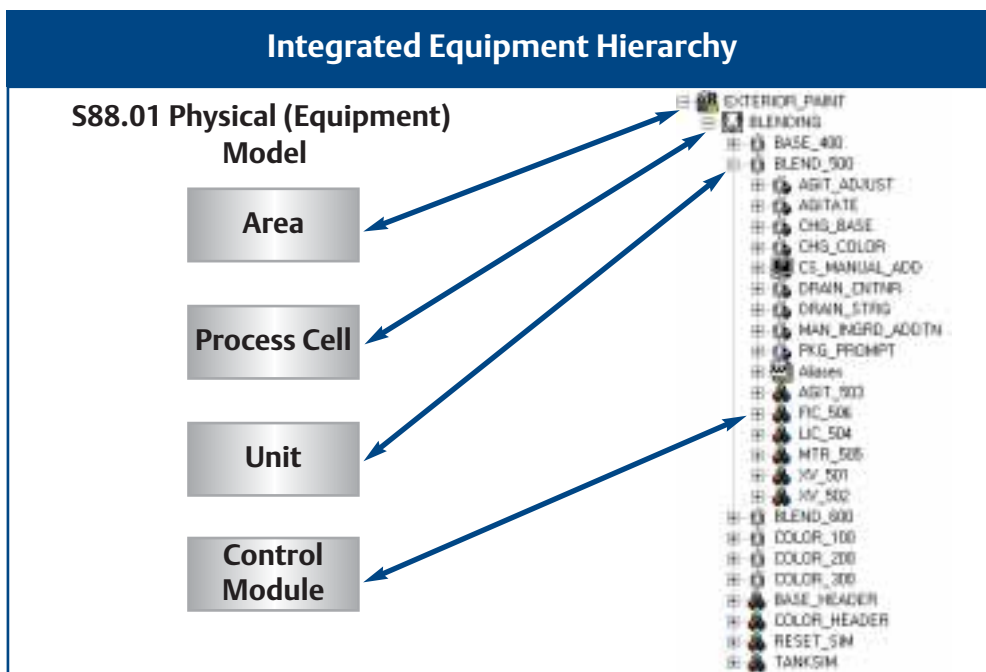 Integrated Equipment Hierarchy
S88.01 Physical (Equipment)
Model
Area
Process Cell
Unit
Control
Module
EXTERIOR_PAINT
BLENDING
BASE_400
BLEND_500
AGIT_ADJUST
AGITATE
CHG_BASE
CHG_COLOR
CS_MANUAL_ADD
DRAIN_CNTNR
DRAIN_STRG
MAN_INGRD_ADDTN
PKG_PROMPT
Aliases
AGIT_503
FIC_506
LIC_504
MTR_505
XV_501
XV_502
BLEND_600
COLOR_100
COLOR_200
COLOR_300
BASE_HEADER
COLOR_HEADER
RESET_SIM
TANKSIM